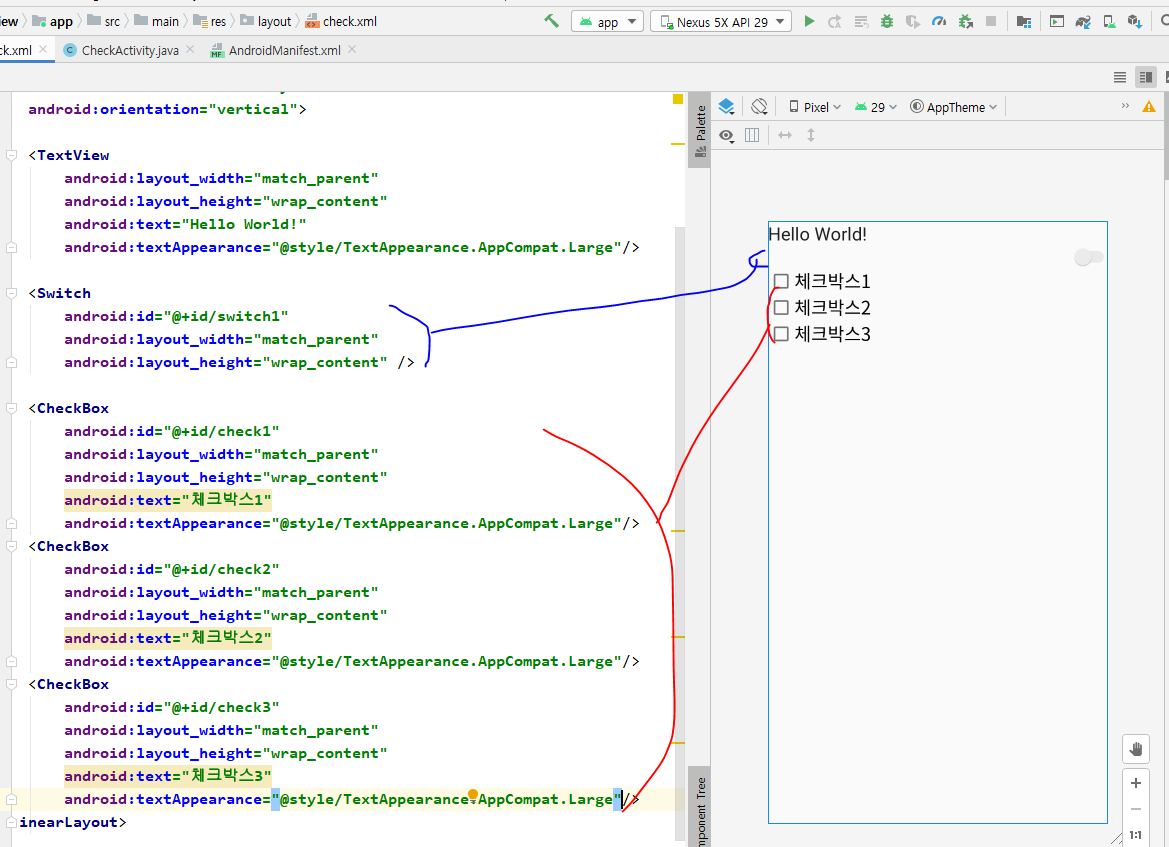 iew app src main res layout check.xml app Nexus 5X API 29
ck.xml CheckActivity.java AndroidManifest.xml
android:orientation="vertical">
Pixel 29 AppTheme
Palette
<TextView
android:layout_width="match_parent"
android:layout_height="wrap_content"
android:text="Hello World!"
android:textAppearance="@style/TextAppearance.AppCompat.Large"/>
<Switch
android:id="@+id/switch1"
android:layout_width="match_parent"
android:layout_height="wrap_content" />
<CheckBox
android:id="@+id/check1"
android:layout_width="match_parent"
android:layout_height="wrap_content"
android:text="체크박스1"
android:textAppearance="@style/TextAppearance.AppCompat.Large"/>
<CheckBox
android:id="@+id/check2"
android:layout_width="match_parent"
android:layout_height="wrap_content"
android:text="체크박스2"
android:textAppearance="@style/TextAppearance.AppCompat.Large"/>
<CheckBox
android:id="@+id/check3"
android:layout_width="match_parent"
android:layout_height="wrap_content"
android:text="체크박스3"
android:textAppearance="@style/TextAppearance.AppCompat.Large"/>
inearLayout>
Hello World!
체크박스1
체크박스2
체크박스3
mponent Tree
1:1